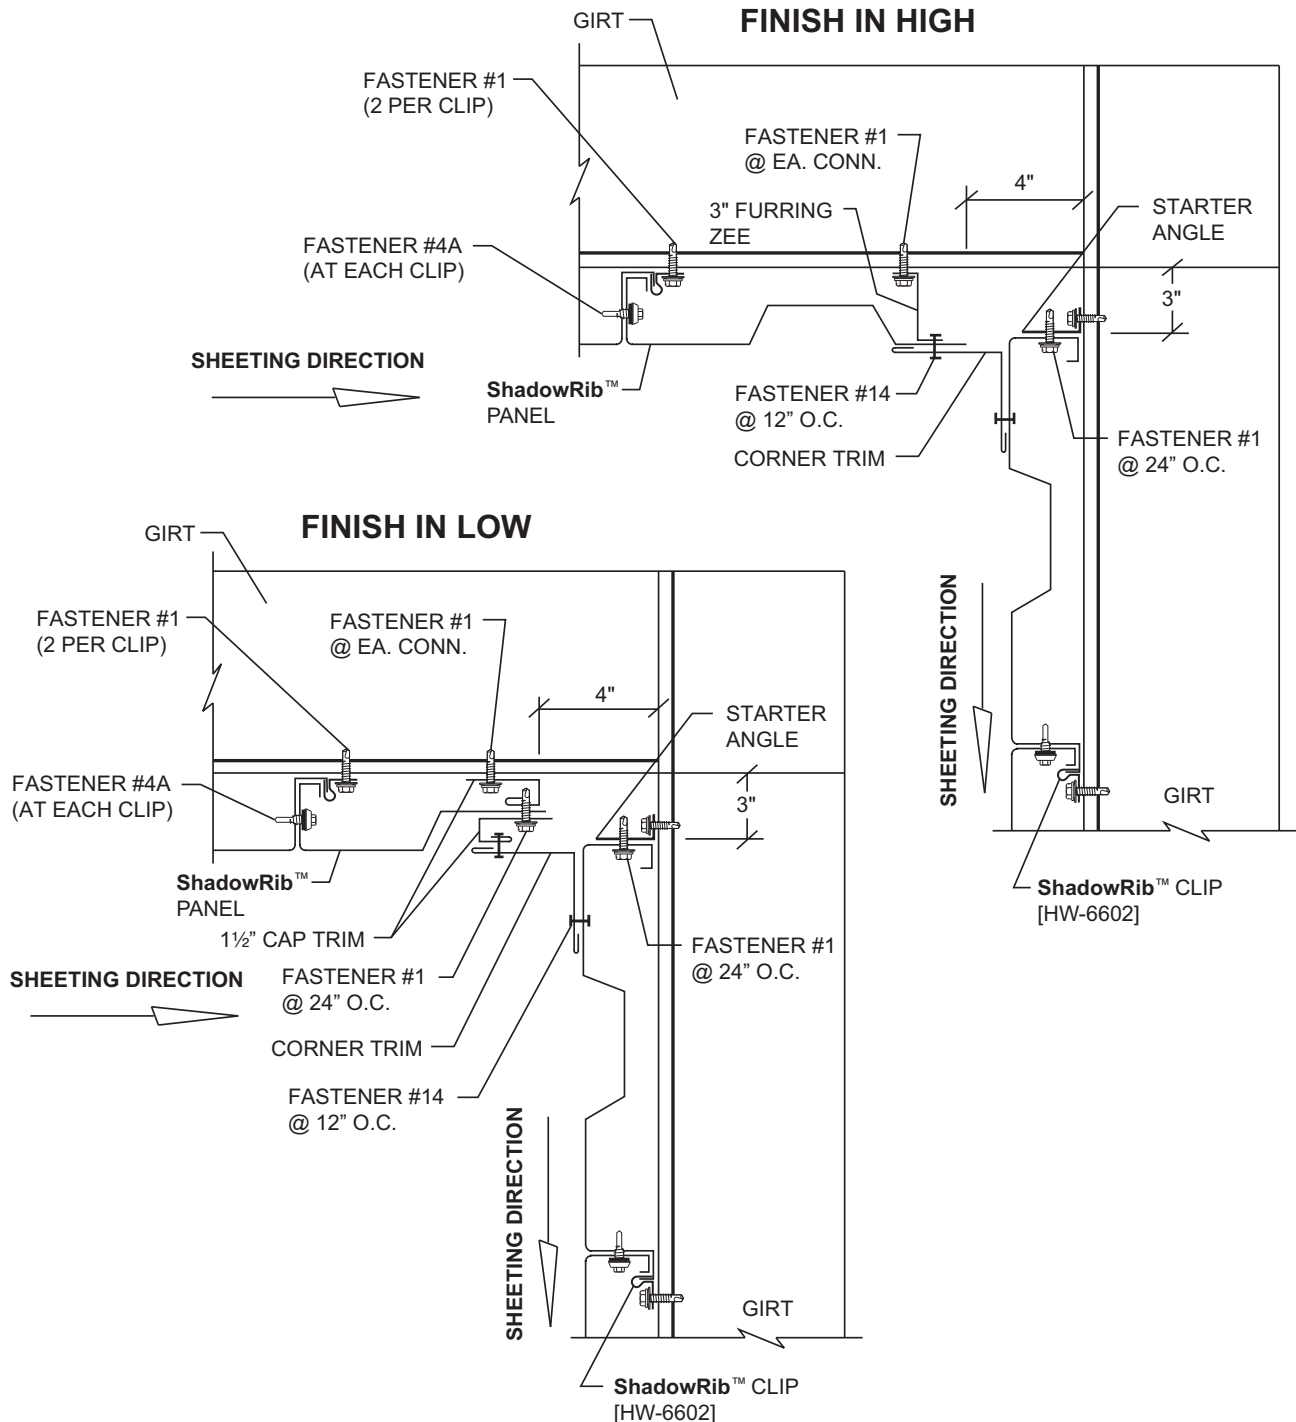 FINISH IN HIGH
GIRT
FASTENER #1
(2 PER CLIP)
FASTENER #1
@ EA. CONN.
4"
3" FURRING
ZEE
STARTER
ANGLE
FASTENER #4A
(AT EACH CLIP)
3"
SHEETING DIRECTION
ShadowRib™
PANEL
FASTENER #14
@ 12” O.C.
CORNER TRIM
FASTENER #1
@ 24” O.C.
SHEETING DIRECTION
GIRT
ShadowRib™ CLIP
[HW-6602]
FINISH IN LOW
GIRT
FASTENER #1
(2 PER CLIP)
FASTENER #1
@ EA. CONN.
4"
STARTER
ANGLE
FASTENER #4A
(AT EACH CLIP)
3"
ShadowRib™
PANEL
1½” CAP TRIM
SHEETING DIRECTION
FASTENER #1
@ 24” O.C.
FASTENER #1
@ 24” O.C.
CORNER TRIM
FASTENER #14
@ 12” O.C.
SHEETING DIRECTION
GIRT
ShadowRib™ CLIP
[HW-6602]